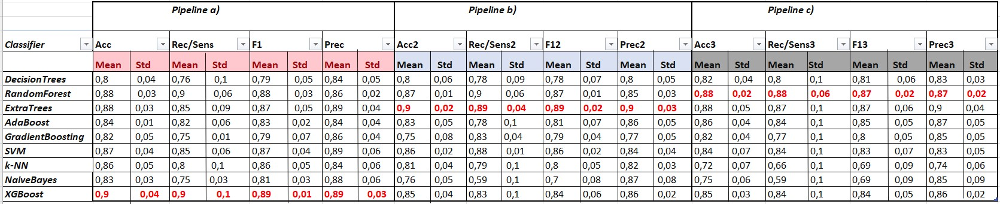 Pipeline a) Pipeline b) Pipeline c)
Classifier Acc Rec/Sens F1 Prec Acc2 Rec/Sens2 F12 Prec2 Acc3 Rec/Sens3 F13 Prec3
Mean Std Mean Std Mean Std Mean Std Mean Std Mean Std Mean Std Mean Std Mean Std Mean Std Mean Std Mean Std
DecisionTrees 0,8 0,04 0,76 0,1 0,79 0,05 0,84 0,05 0,8 0,06 0,78 0,09 0,78 0,07 0,8 0,05 0,82 0,04 0,8 0,1 0,81 0,06 0,83 0,03
RandomForest 0,88 0,03 0,9 0,06 0,88 0,03 0,86 0,02 0,87 0,01 0,9 0,06 0,87 0,01 0,85 0,03 0,88 0,02 0,88 0,06 0,87 0,02 0,87 0,02
ExtraTrees 0,88 0,03 0,85 0,09 0,87 0,05 0,89 0,04 0,9 0,02 0,89 0,04 0,89 0,02 0,9 0,03 0,88 0,05 0,87 0,1 0,87 0,06 0,9 0,04
AdaBoost 0,84 0,01 0,82 0,06 0,83 0,02 0,84 0,04 0,83 0,05 0,78 0,1 0,81 0,07 0,86 0,05 0,86 0,04 0,84 0,1 0,85 0,05 0,87 0,05
GradientBoosting 0,82 0,05 0,75 0,01 0,79 0,07 0,86 0,04 0,75 0,08 0,83 0,04 0,79 0,04 0,77 0,05 0,82 0,04 0,77 0,1 0,8 0,05 0,85 0,05
SVM 0,87 0,04 0,85 0,06 0,87 0,04 0,89 0,06 0,86 0,02 0,88 0,01 0,86 0,02 0,84 0,04 0,84 0,07 0,84 0,1 0,83 0,07 0,83 0,05
k-NN 0,86 0,05 0,8 0,1 0,86 0,05 0,84 0,06 0,81 0,04 0,79 0,1 0,8 0,05 0,82 0,03 0,72 0,07 0,66 0,1 0,69 0,09 0,74 0,06
NaiveBayes 0,83 0,03 0,75 0,03 0,81 0,03 0,88 0,06 0,76 0,05 0,59 0,1 0,7 0,08 0,87 0,08 0,75 0,06 0,59 0,1 0,69 0,09 0,85 0,09
XGBoost 0,9 0,04 0,9 0,1 0,89 0,01 0,89 0,03 0,85 0,04 0,83 0,1 0,84 0,06 0,86 0,02 0,85 0,03 0,84 0,1 0,84 0,05 0,86 0,02